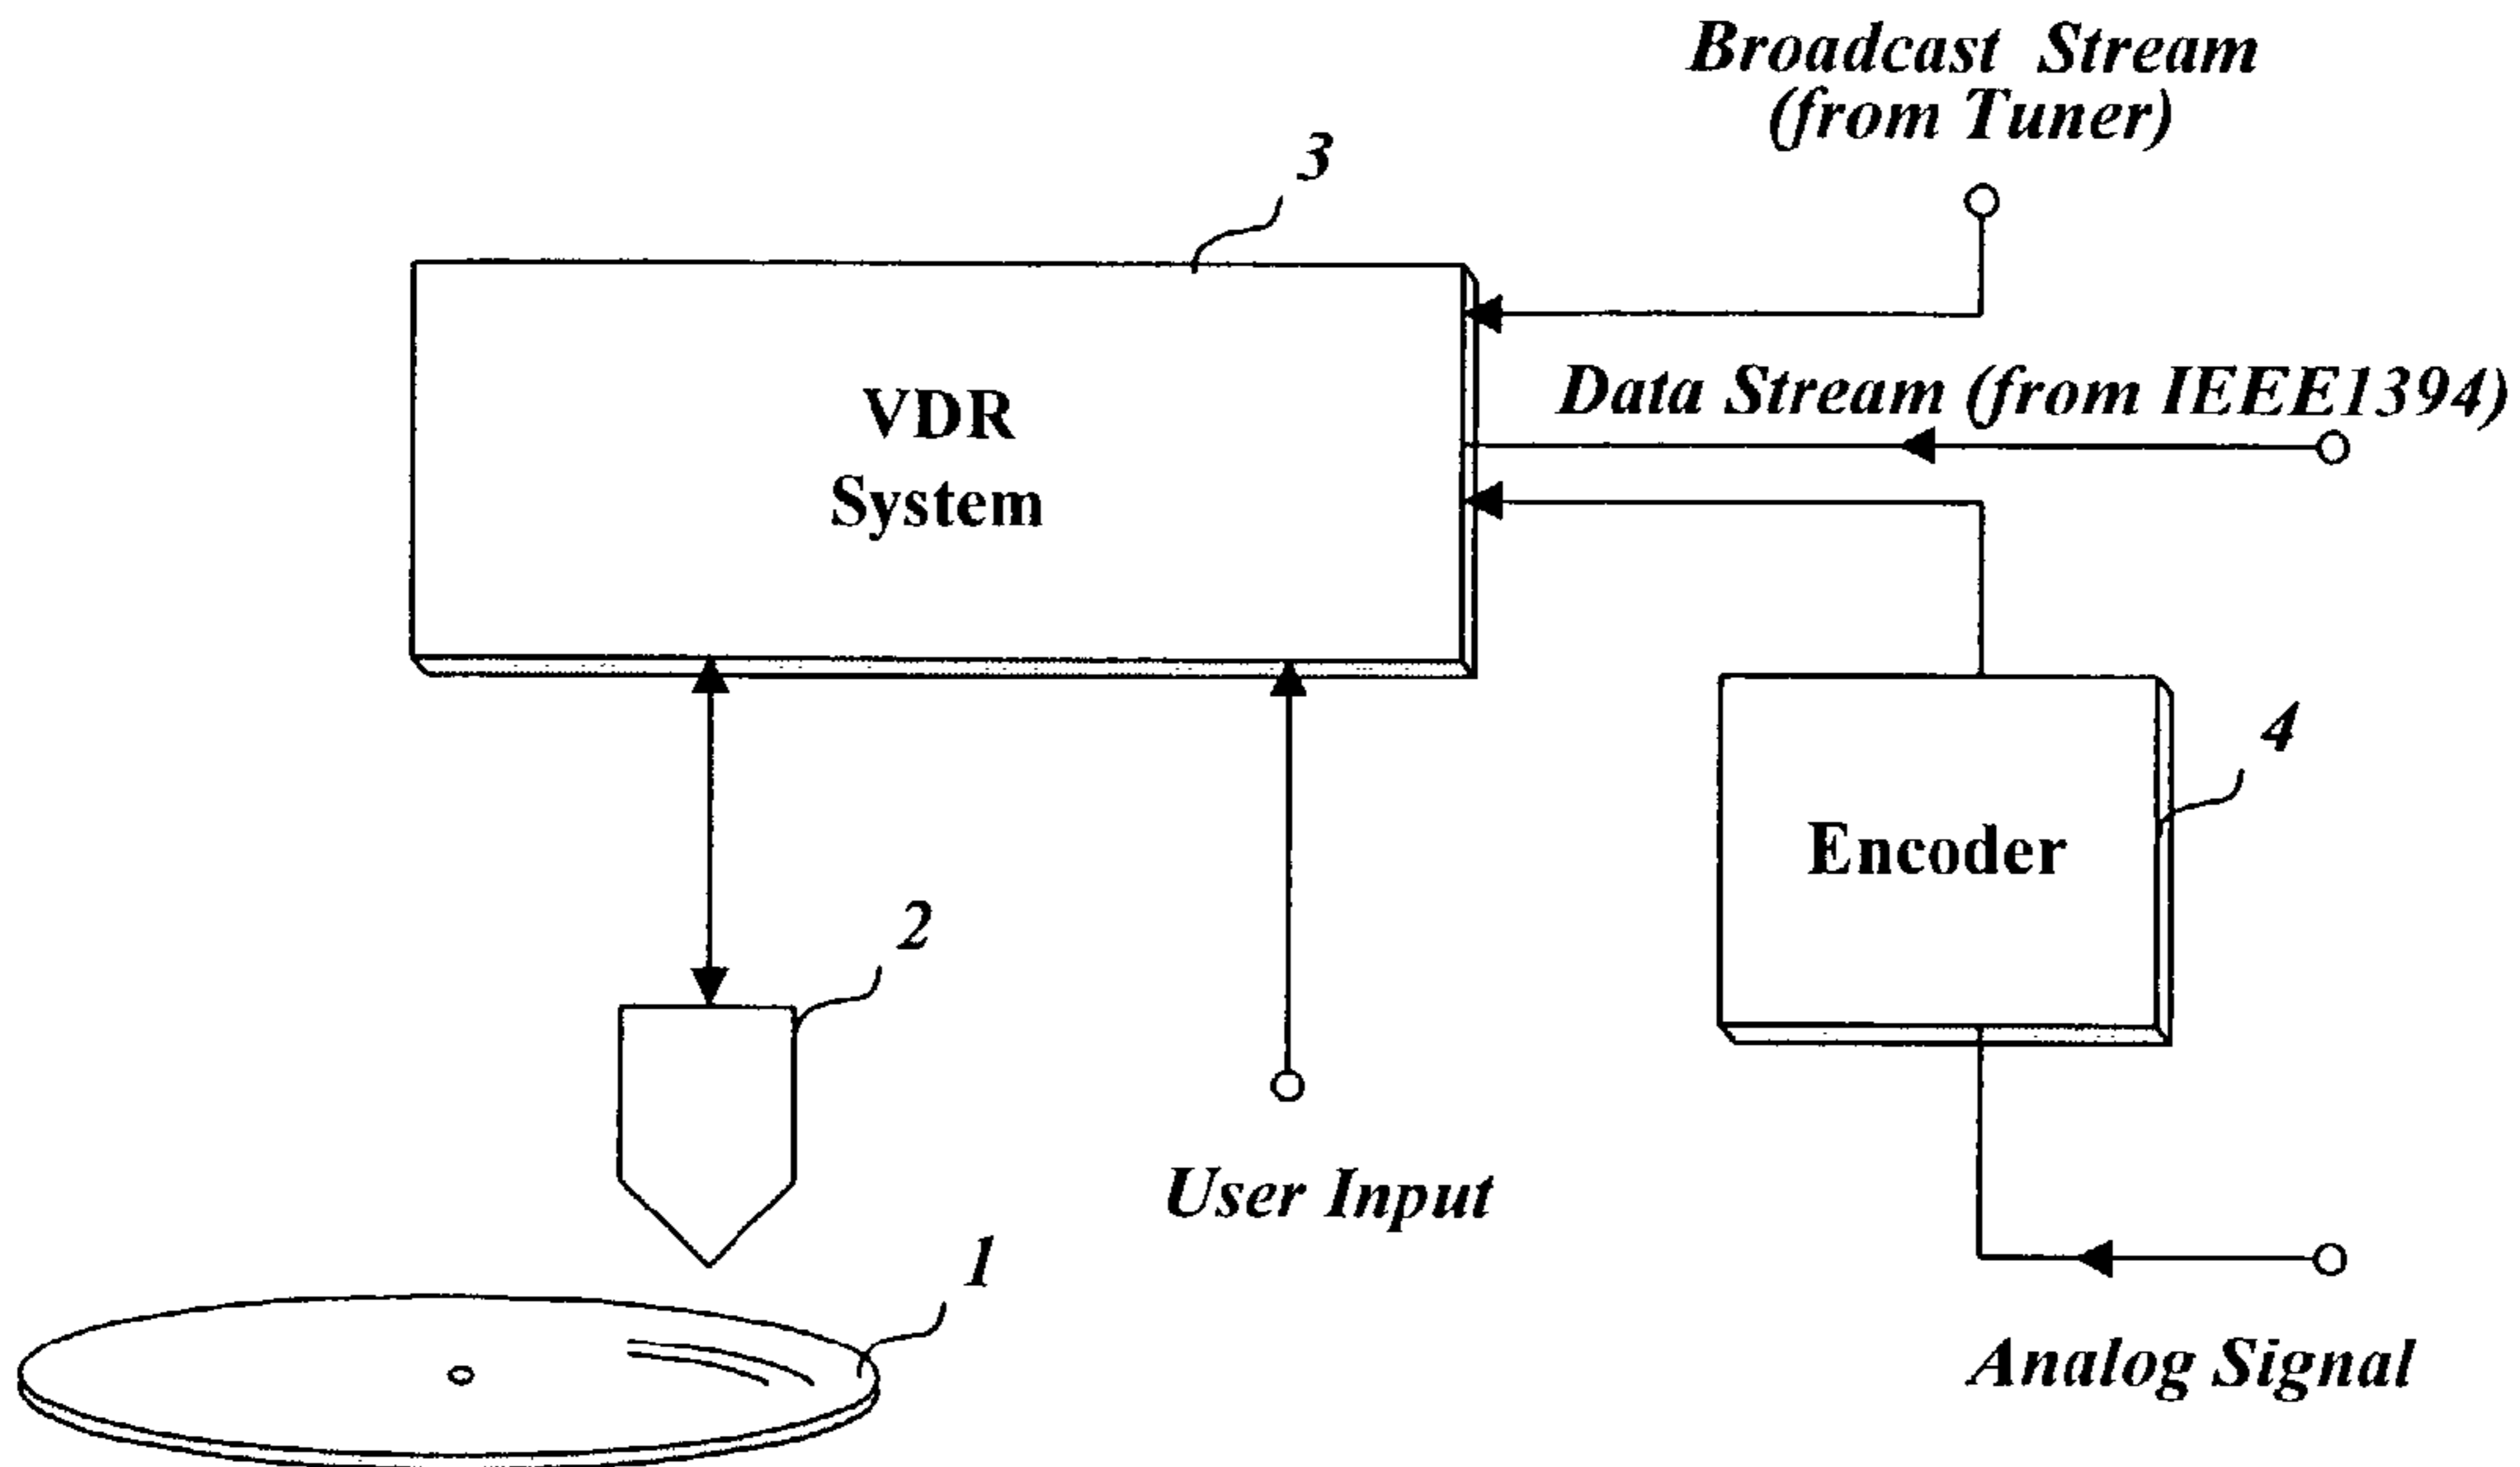 Broadcast Stream
(from Tuner)
3
VDR
System
Data Stream (from IEEE1394)
4
Encoder
2
User Input
1
Analog Signal